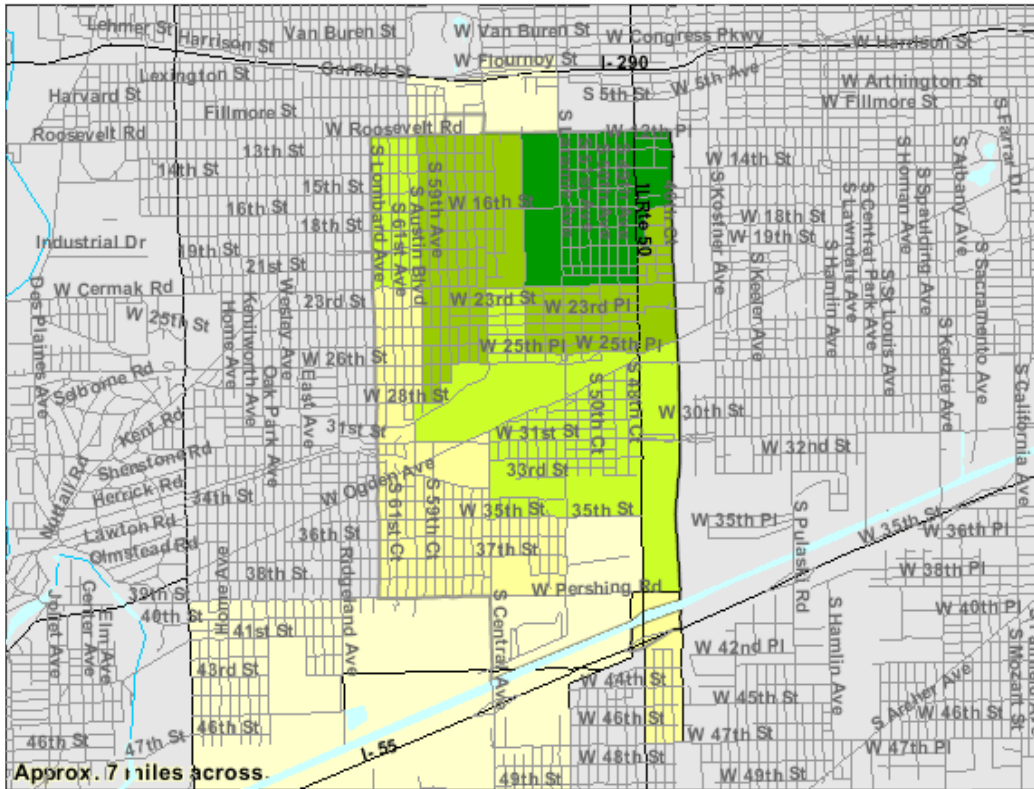 Lehmer St
Harrison St
Van Buren St
W Van Buren St
W Congress Pkwy
W Harrison St
Lexington St
Garfield St
W Flournoy St
I- 290
W 5th Ave
W Arthington St
Harvard St
Fillmore St
S 5th St
W Fillmore St
Roosevelt Rd
W Roosevelt Rd
S Farrar Dr
13th St
14th St
W 14th St
15th St
16th St
W 16th St
18th St
W 18th St
W 19th St
Industrial Dr
19th St
21st St
S Lombard Ave
S 61st Ave
S Austin Blvd
S 59th Ave
IL Rte 50
S Kostner Ave
S Keeler Ave
S Hamlin Ave
S Lawndale Ave
S Central Park Ave
S St Louis Ave
S Homan Ave
S Spaulding Ave
S Albany Ave
S Sacramento Ave
S Kedzie Ave
S California Ave
W Cermak Rd
W 25th St
23rd St
W 23rd St
W 23rd Pl
Des Plaines Ave
Home Ave
Kenilworth Ave
Wesley Ave
Oak Park Ave
East Ave
W 26th St
W 25th Pl
W 25th Pl
Selborne Rd
W 28th St
S 50th Ct
S 48th Ct
W 30th St
Kent Rd
31st St
W 31st St
W 32nd St
Shenstone Rd
Nuttall Rd
Herrick Rd
34th St
W Ogden Ave
33rd St
Lawton Rd
Olmstead Rd
36th St
S 61st Ct
S 59th Ct
W 35th St
35th St
W 35th Pl
S Pulaski Rd
W 35th St
W 36th Pl
37th St
38th St
W 38th Pl
39th St
40th St
Joliet Ave
Center Ave
Elm Ave
Home Ave
Ridgeland Ave
W Pershing Rd
S Central Ave
S Hamlin Ave
W 40th Pl
S Mozart St
41st St
W 42nd Pl
43rd St
W 44th St
W 45th St
S Archer Ave
W 46th St
46th St
46th St
47th St
W 46th St
W 47th St
W 47th Pl
I- 55
W 48th St
49th St
W 49th St
Approx. 7 miles across.